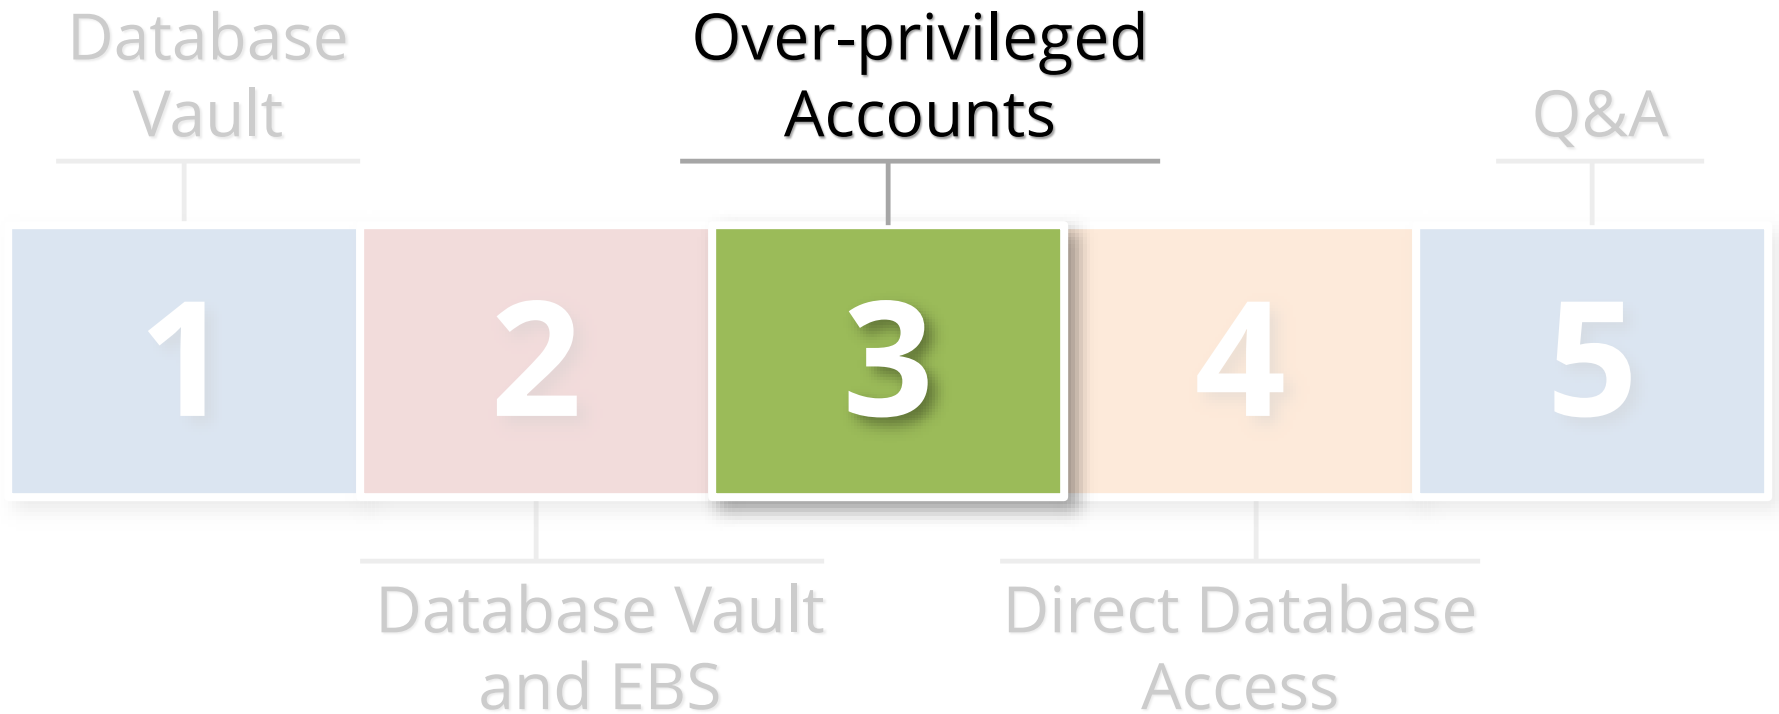 Database
Vault
Over-privileged
Accounts
Q&A
1
2
3
4
5
Database Vault
and EBS
Direct Database
Access